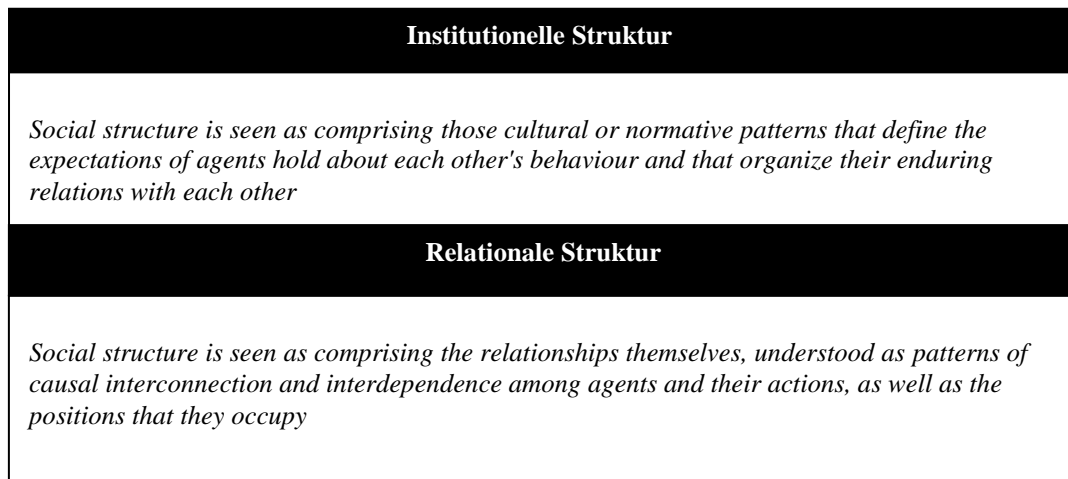 Institutionelle Struktur
Social structure is seen as comprising those cultural or normative patterns that define the
expectations of agents hold about each other's behaviour and that organize their enduring
relations with each other
Relationale Struktur
Social structure is seen as comprising the relationships themselves, understood as patterns of
causal interconnection and interdependence among agents and their actions, as well as the
positions that they occupy